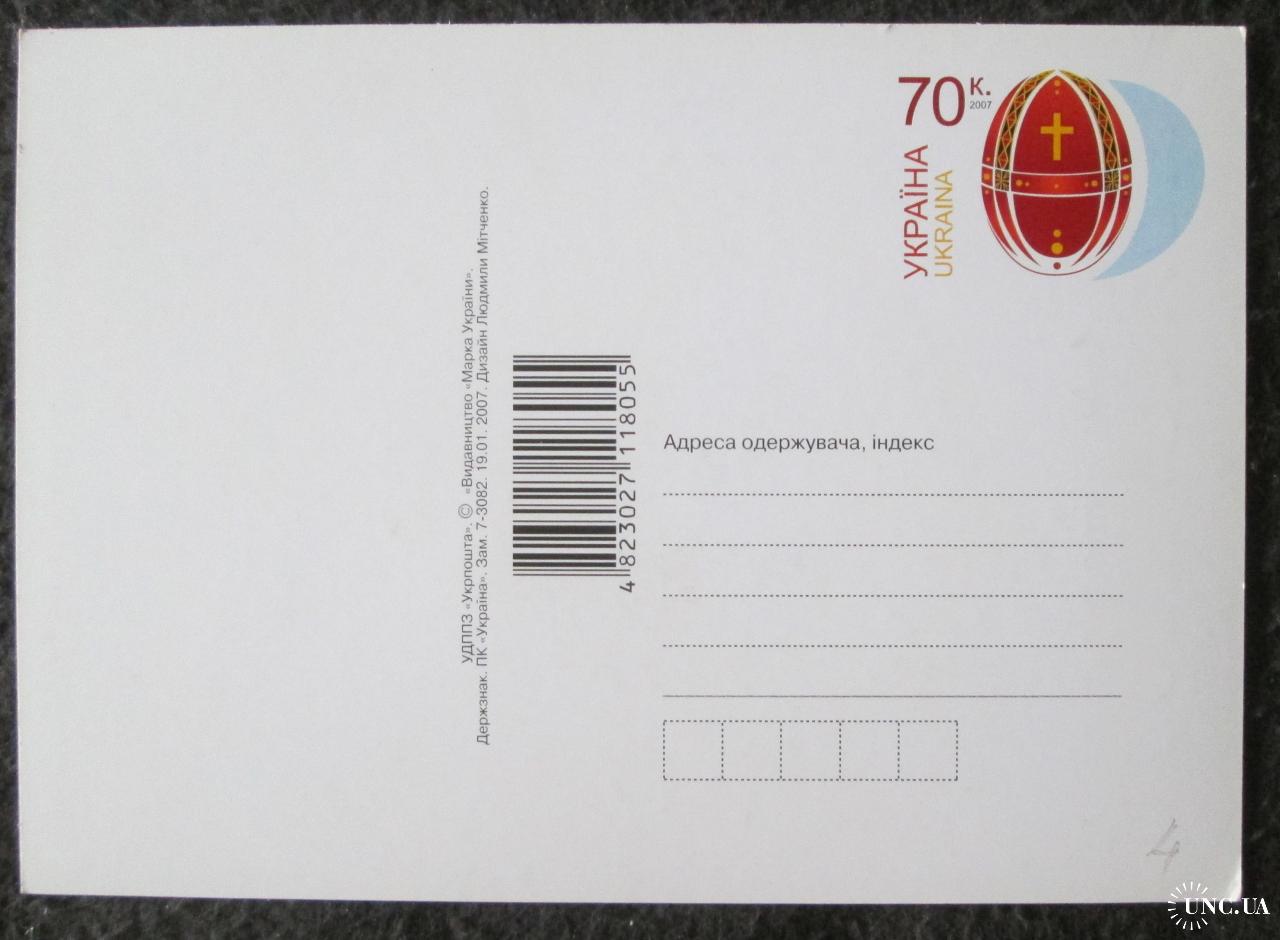 70 к.
2007
УКРАЇНА
UKRAINA
УДППЗ «Укрпошта». © «Видавництво «Марка України».
Держзнак. ПК «Україна». Зам. 7-3082. 19.01. 2007. Дизайн Людмили Мітченко.
4 823027 118055
Адреса одержувача, індекс
4
UNC.UA